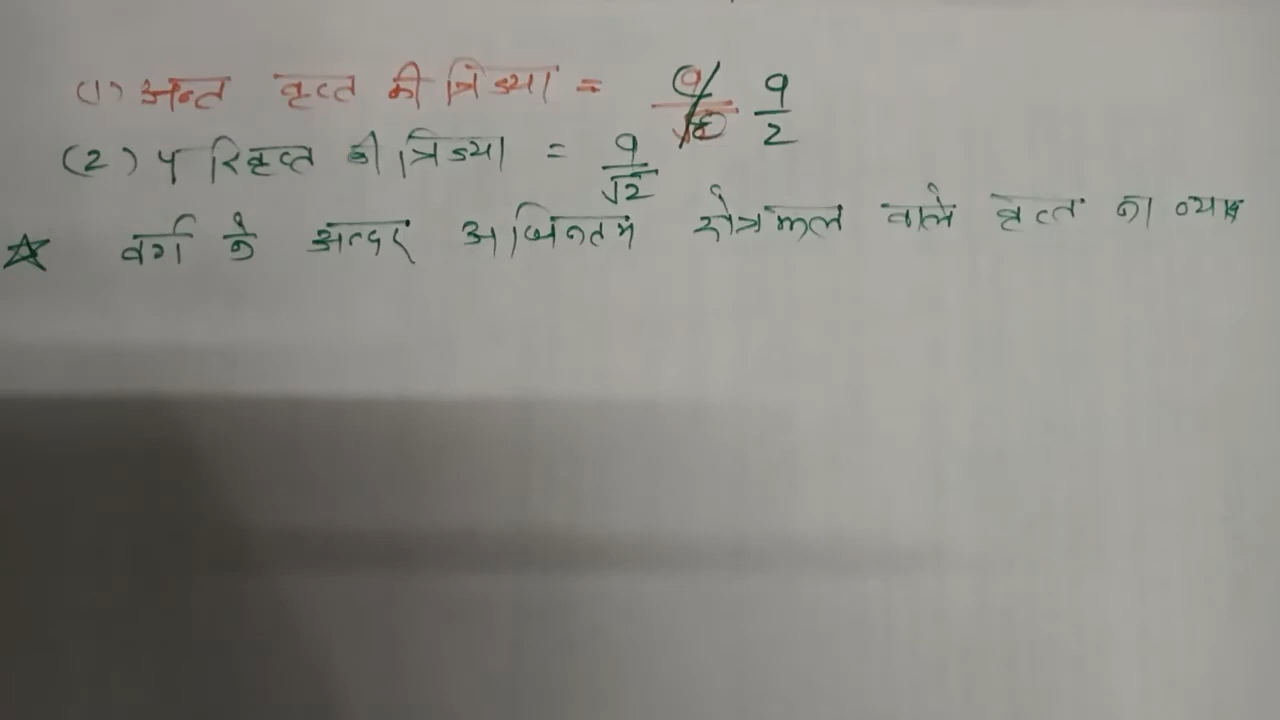 (1) अन्त वृत्त की त्रिज्या = a/2
(2) परिवृत्त की त्रिज्या = a/√2
☆ वर्ग के अन्दर अधिकतम क्षेत्रफल वाले वृत्त का व्यास